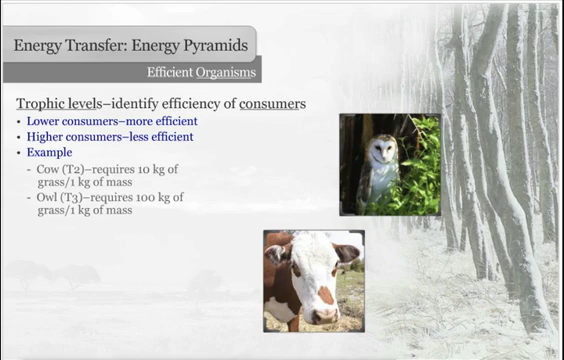 Energy Transfer: Energy Pyramids
Efficient Organisms
Trophic levels–identify efficiency of consumers
• Lower consumers–more efficient
• Higher consumers–less efficient
• Example
- Cow (T2)–requires 10 kg of
grass/1 kg of mass
- Owl (T3)–requires 100 kg of
grass/1 kg of mass